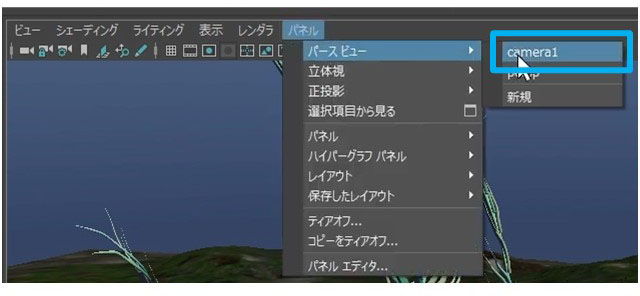 ビュー シェーディング ライティング 表示 レンダラ パネル
パース ビュー
立体視
正投影
選択項目から見る
パネル
ハイパーグラフ パネル
レイアウト
保存したレイアウト
ティアオフ...
コピーをティアオフ...
パネル エディタ...
camera1
persp
新規